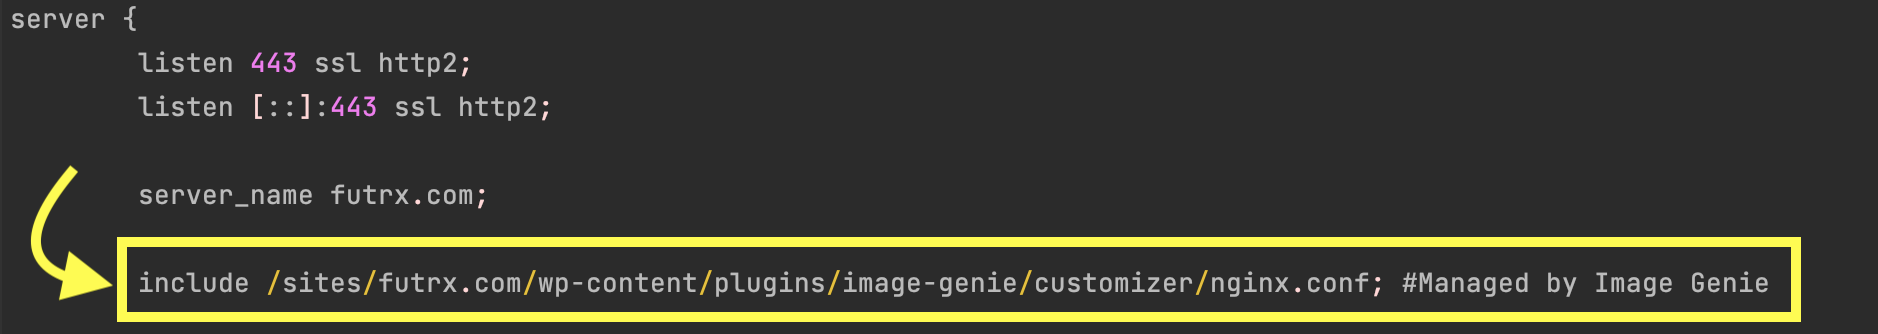 server {
listen 443 ssl http2;
listen [::]:443 ssl http2;
server_name futrx.com;
include /sites/futrx.com/wp-content/plugins/image-genie/customizer/nginx.conf; #Managed by Image Genie